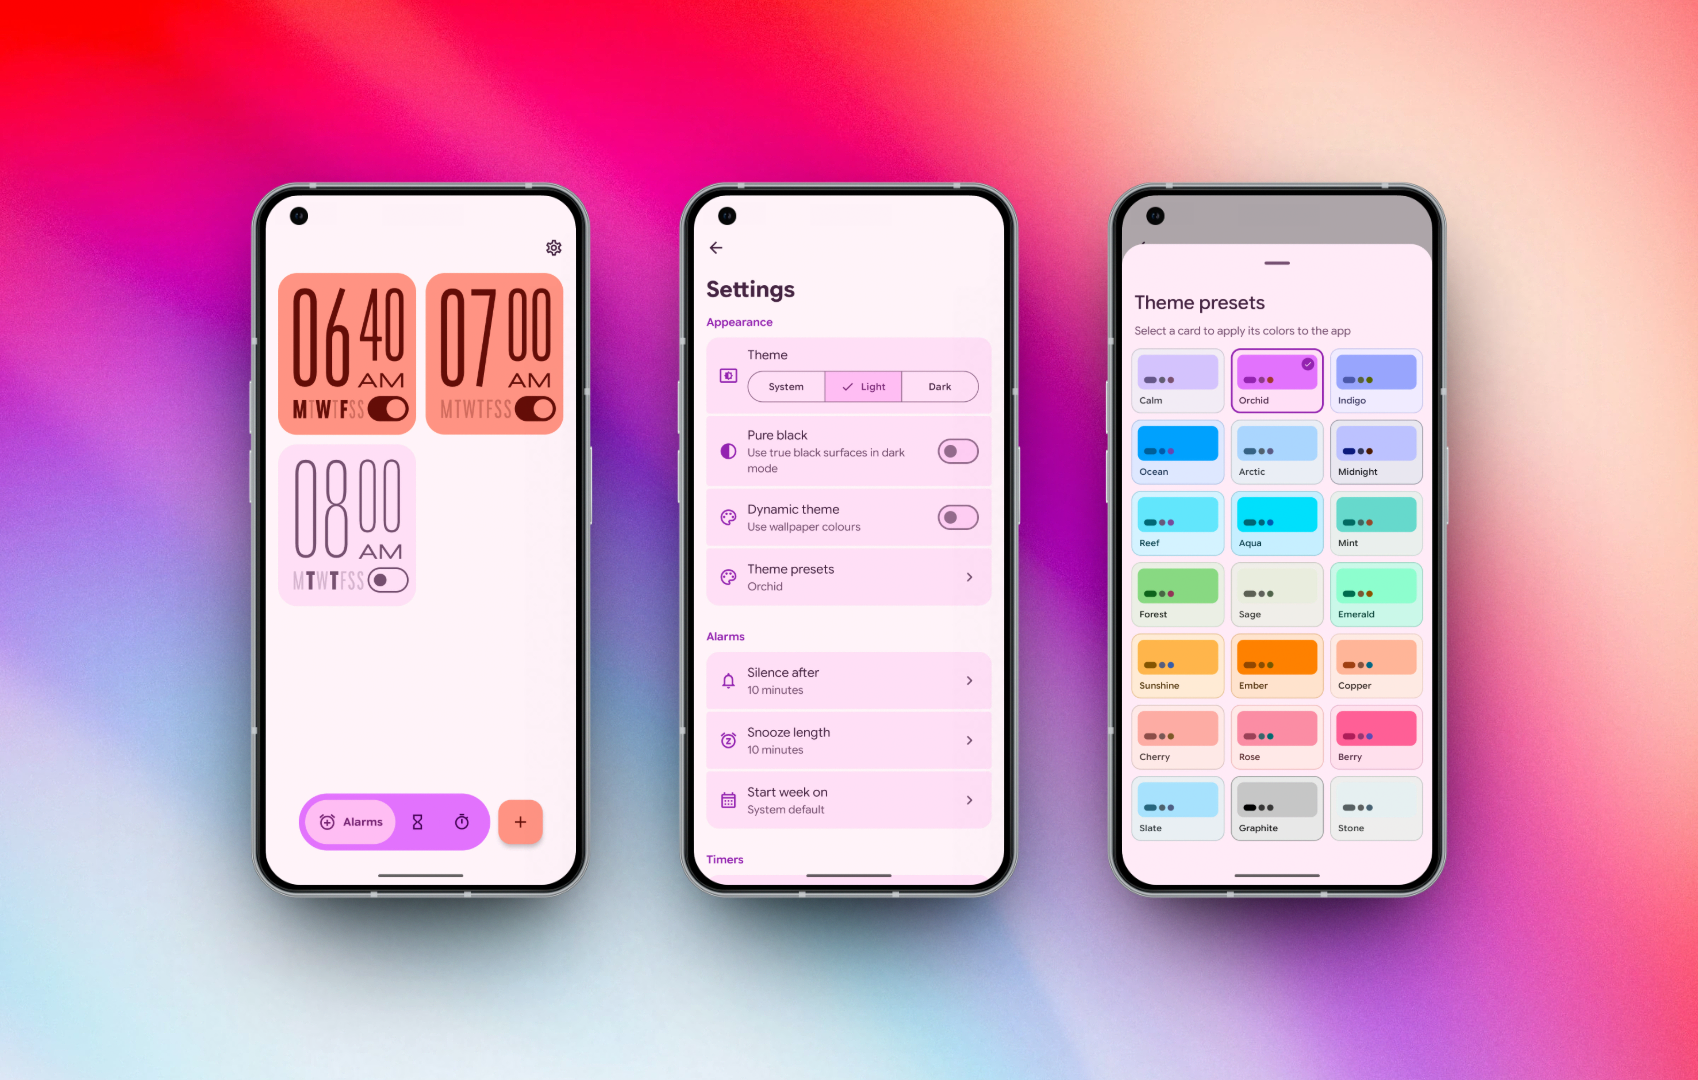 06 40
AM
MTWTFSS
07 00
AM
MTWTFSS
08 00
AM
MTWTFSS
Alarms
Settings
Appearance
Theme
System
Light
Dark
Pure black
Use true black surfaces in dark
mode
Dynamic theme
Use wallpaper colours
Theme presets
Orchid
Alarms
Silence after
10 minutes
Snooze length
10 minutes
Start week on
System default
Timers
Theme presets
Select a card to apply its colors to the app
Calm
Orchid
Indigo
Ocean
Arctic
Midnight
Reef
Aqua
Mint
Forest
Sage
Emerald
Sunshine
Ember
Copper
Cherry
Rose
Berry
Slate
Graphite
Stone